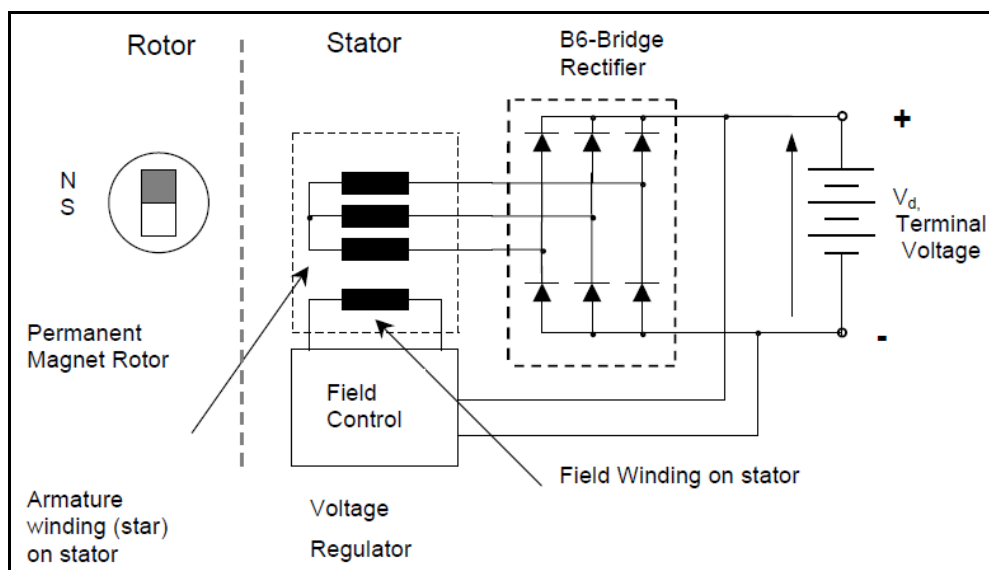 Rotor
Stator
B6-Bridge
Rectifier
+
N
S
Vd,
Terminal
Voltage
Permanent
Magnet Rotor
-
Field
Control
Field Winding on stator
Armature
winding (star)
on stator
Voltage
Regulator